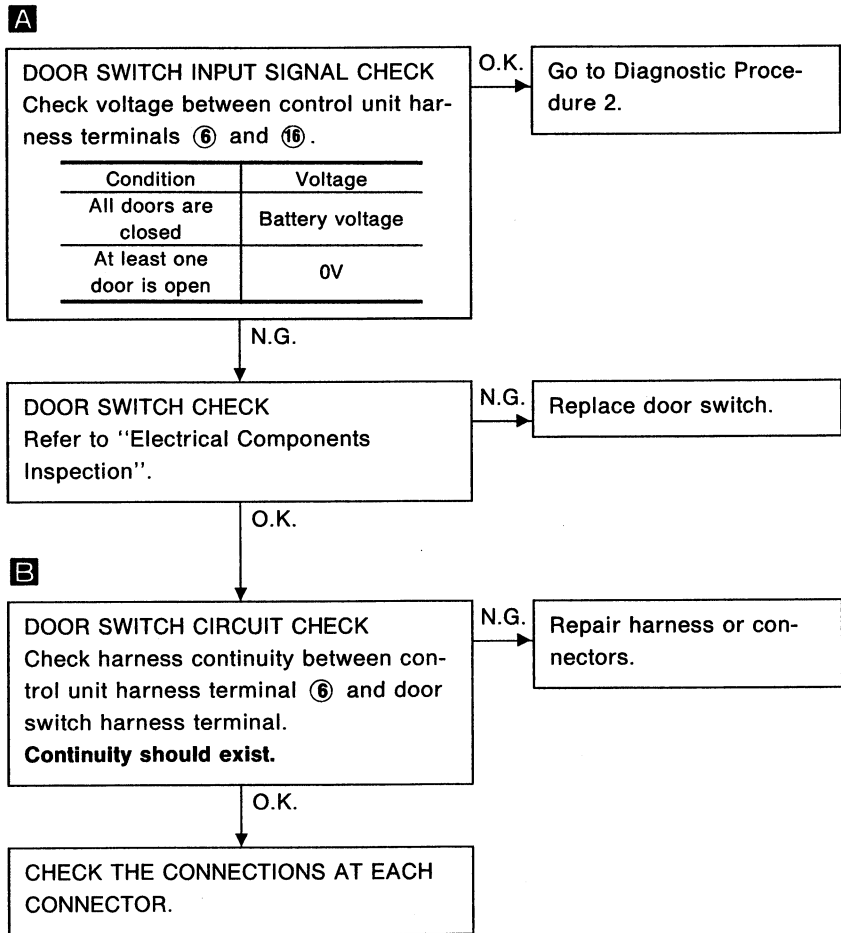 A
DOOR SWITCH INPUT SIGNAL CHECK
Check voltage between control unit har-
ness terminals ⑥ and ⑯.
Condition Voltage
All doors are
closed
Battery voltage
At least one
door is open
0V
O.K.
Go to Diagnostic Proce-
dure 2.
N.G.
DOOR SWITCH CHECK
Refer to ''Electrical Components
Inspection''.
N.G.
Replace door switch.
O.K.
B
DOOR SWITCH CIRCUIT CHECK
Check harness continuity between con-
trol unit harness terminal ⑥ and door
switch harness terminal.
Continuity should exist.
N.G.
Repair harness or con-
nectors.
O.K.
CHECK THE CONNECTIONS AT EACH
CONNECTOR.